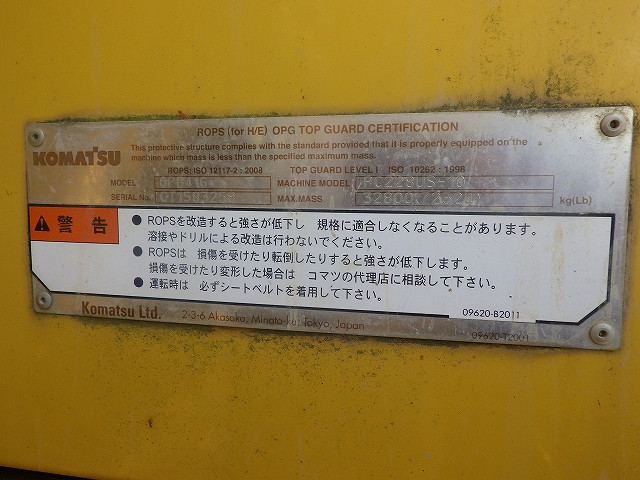 ROPS (for H/E) OPG TOP GUARD CERTIFICATION
KOMATSU
This protective structure complies with the standard provided that it is properly equipped on the
machine which mass is less than the specified maximum mass.
ROPS: ISO 12117-2 : 2008 TOP GUARD LEVEL I ISO 10262 : 1998
MODEL MACHINE MODEL
SERIAL No. MAX.MASS kg(Lb)
警告
● ROPSを改造すると強さが低下し 規格に適合しなくなることがあります。
溶接やドリルによる改造は行わないでください。
● ROPSは 損傷を受けたり転倒したりすると強さが低下します。
損傷を受けたり変形した場合は コマツの代理店に相談して下さい。
● 運転時は 必ずシートベルトを着用して下さい。
09620-B2011
Komatsu Ltd. 2-3-6 Akasaka, Minato-ku, Tokyo, Japan
09620-T2001